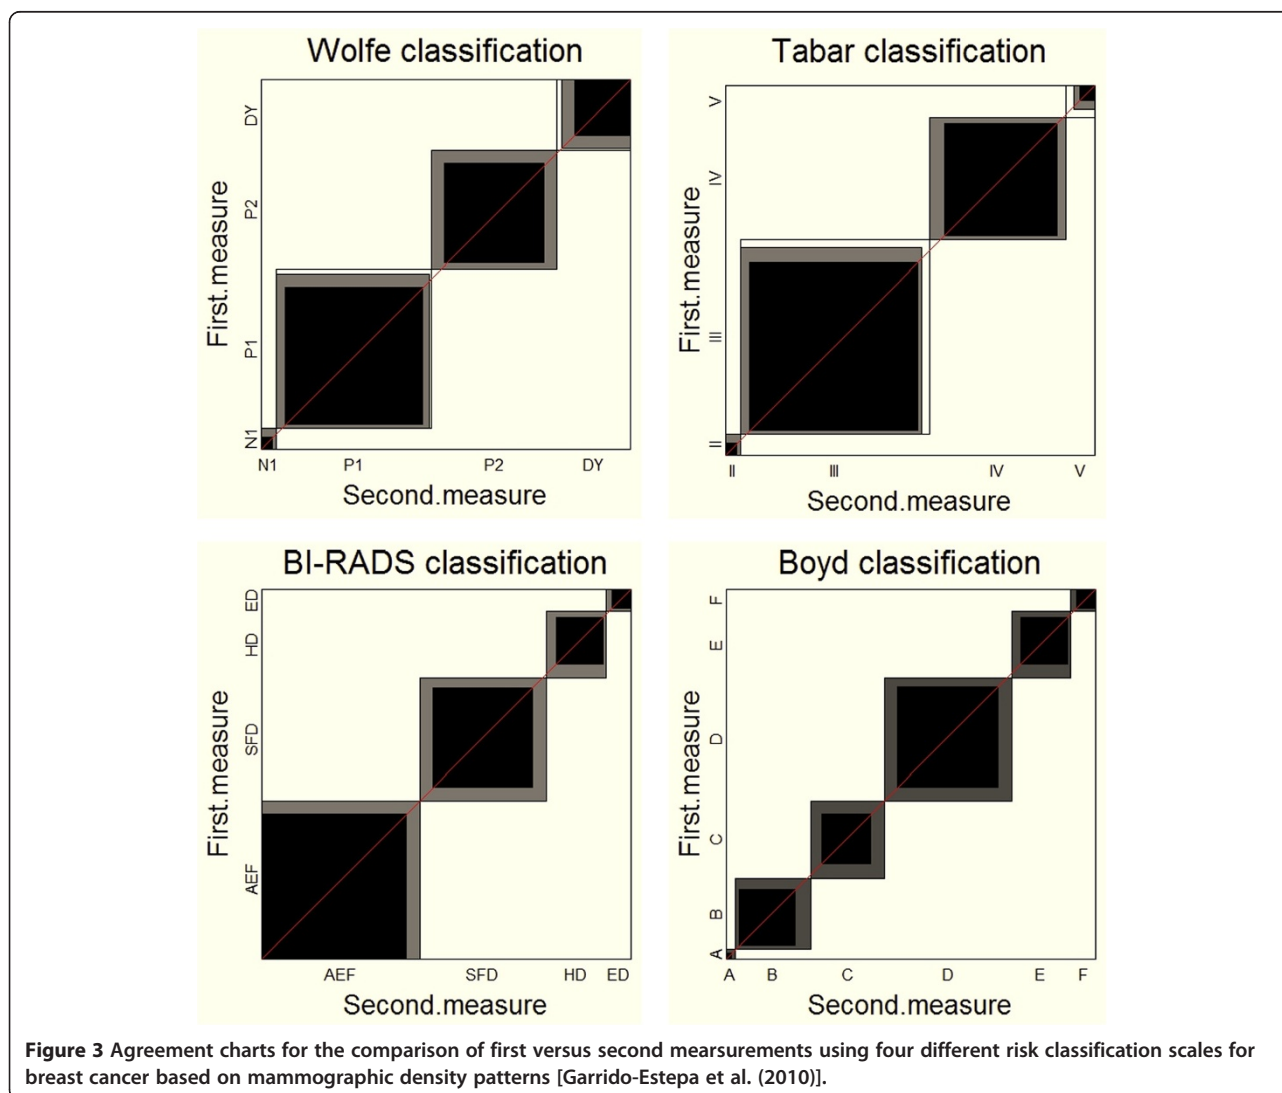 Wolfe classification
First.measure
DY
P2
P1
N1
N1 P1 P2 DY
Second.measure
Tabar classification
First.measure
V
IV
III
II
II III IV V
Second.measure
BI-RADS classification
First.measure
ED
HD
SFD
AEF
AEF SFD HD ED
Second.measure
Boyd classification
First.measure
F
E
D
C
B
A
A B C D E F
Second.measure
Figure 3 Agreement charts for the comparison of first versus second mearsurements using four different risk classification scales for
breast cancer based on mammographic density patterns [Garrido-Estepa et al. (2010)].